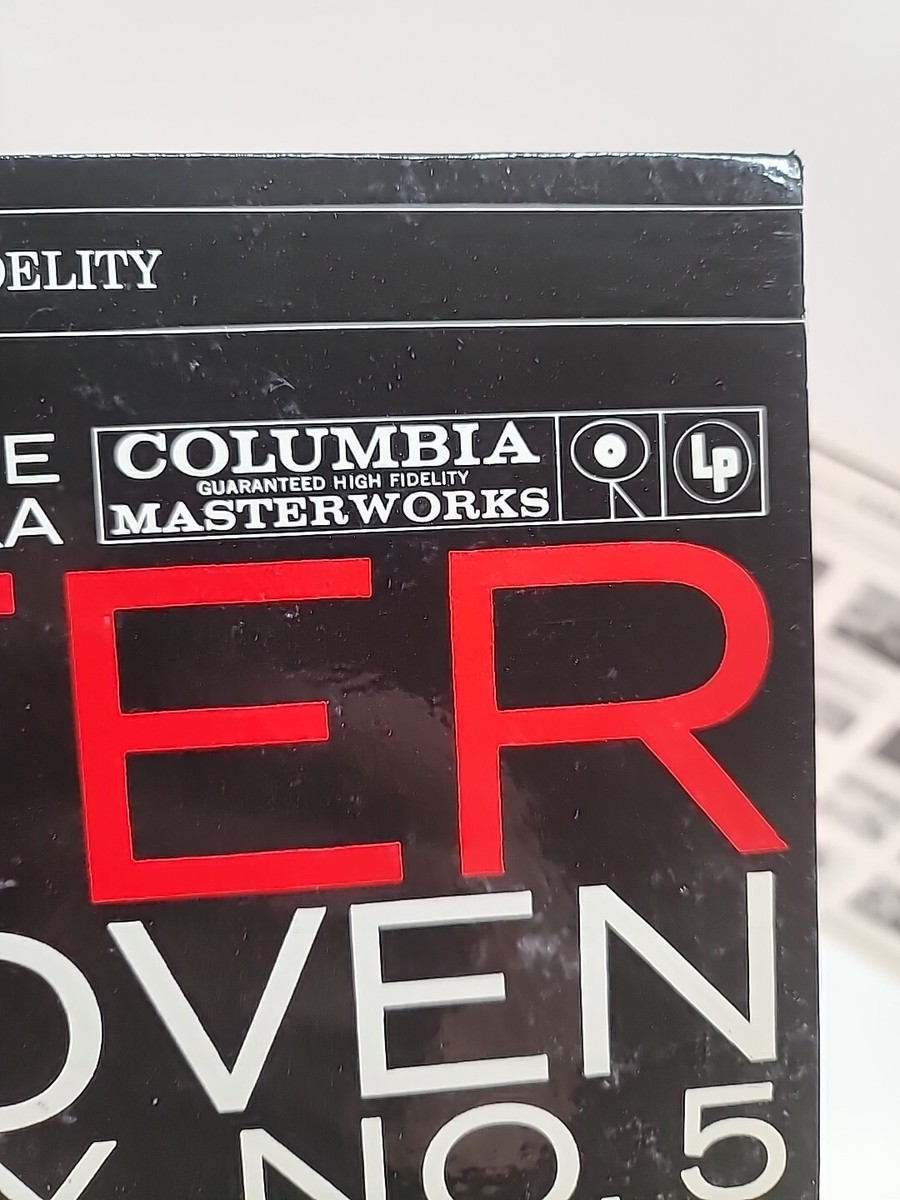 DELITY
E
COLUMBIA
GUARANTEED HIGH FIDELITY
A
MASTERWORKS
Lp
TER
OVEN
Y NO. 5